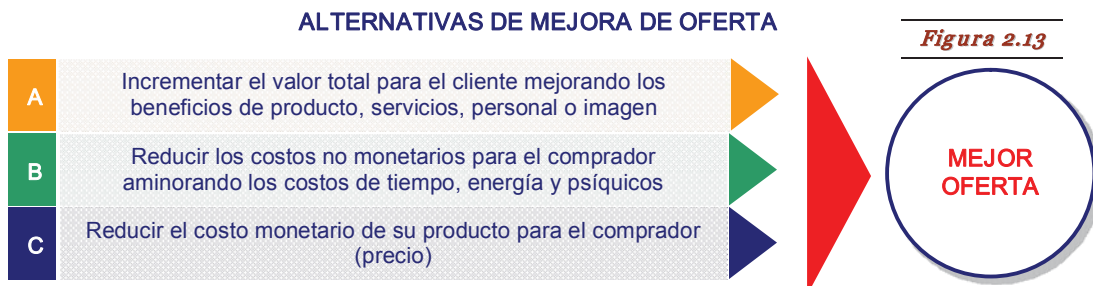 ALTERNATIVAS DE MEJORA DE OFERTA
Figura 2.13
A
Incrementar el valor total para el cliente mejorando los
beneficios de producto, servicios, personal o imagen
B
Reducir los costos no monetarios para el comprador
aminorando los costos de tiempo, energía y psíquicos
C
Reducir el costo monetario de su producto para el comprador
(precio)
MEJOR
OFERTA